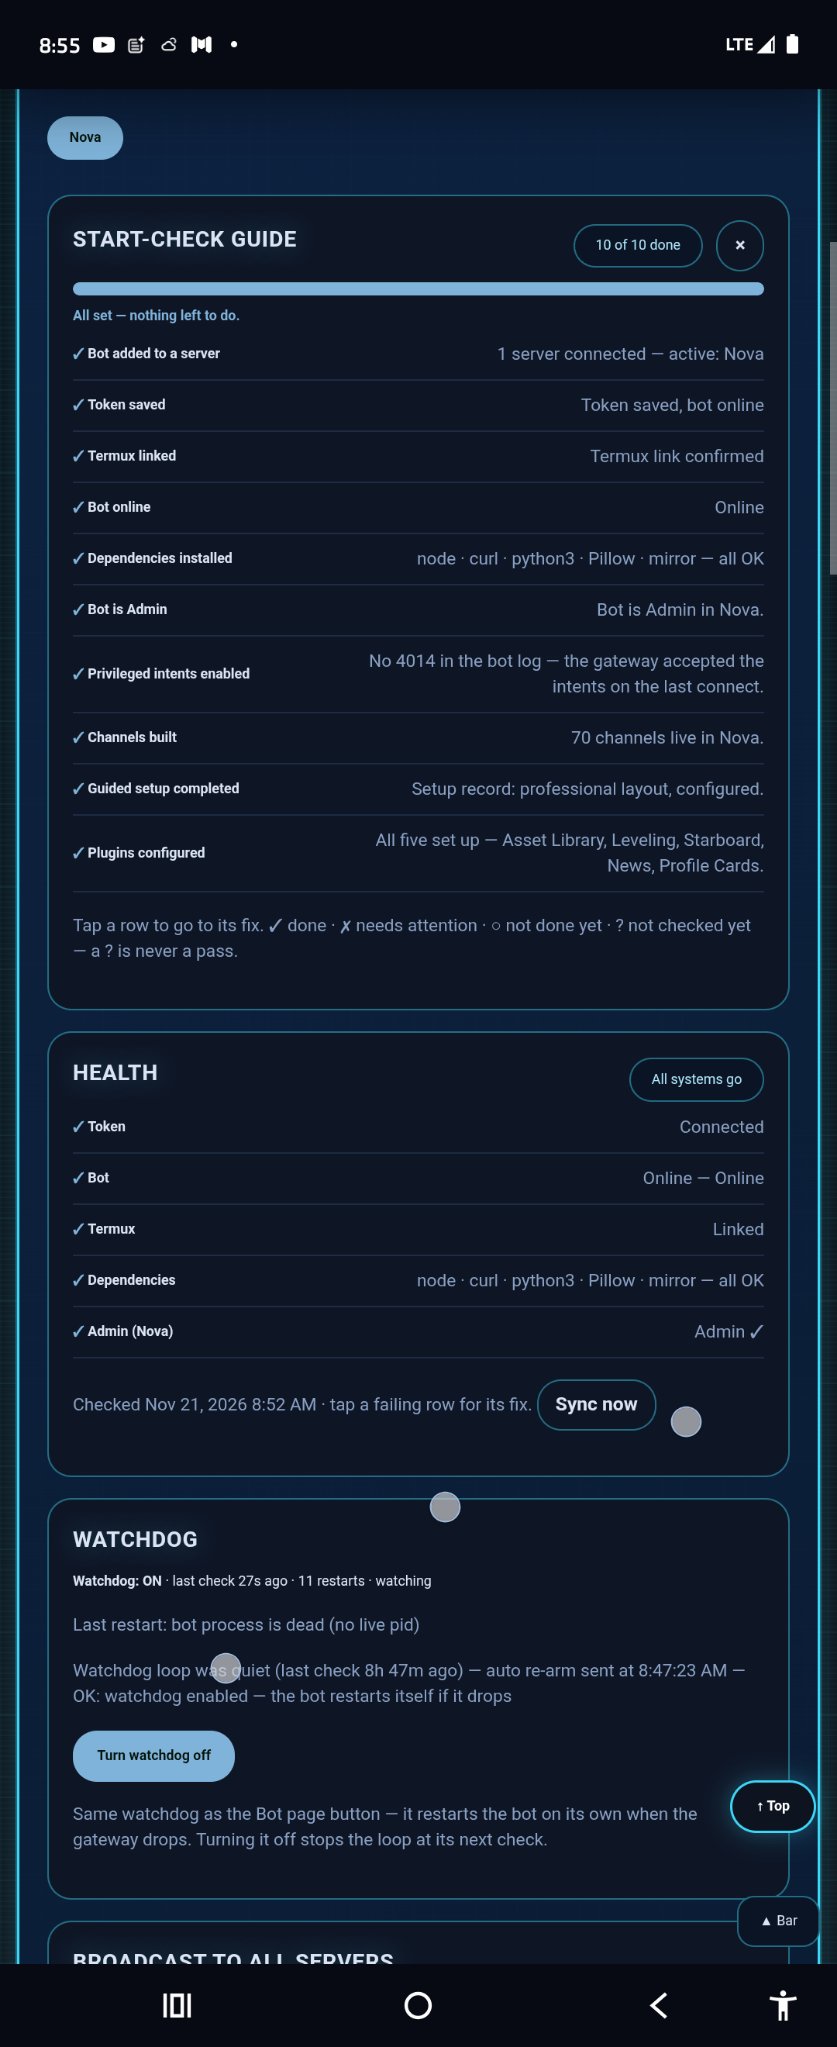 8:55
LTE
Nova
START-CHECK GUIDE
10 of 10 done
×
All set — nothing left to do.
✓ Bot added to a server
1 server connected — active: Nova
✓ Token saved
Token saved, bot online
✓ Termux linked
Termux link confirmed
✓ Bot online
Online
✓ Dependencies installed
node · curl · python3 · Pillow · mirror — all OK
✓ Bot is Admin
Bot is Admin in Nova.
✓ Privileged intents enabled
No 4014 in the bot log — the gateway accepted the
intents on the last connect.
✓ Channels built
70 channels live in Nova.
✓ Guided setup completed
Setup record: professional layout, configured.
✓ Plugins configured
All five set up — Asset Library, Leveling, Starboard,
News, Profile Cards.
Tap a row to go to its fix. ✓ done · ✗ needs attention · ○ not done yet · ? not checked yet
— a ? is never a pass.
HEALTH
All systems go
✓ Token
Connected
✓ Bot
Online — Online
✓ Termux
Linked
✓ Dependencies
node · curl · python3 · Pillow · mirror — all OK
✓ Admin (Nova)
Admin ✓
Checked Nov 21, 2026 8:52 AM · tap a failing row for its fix.
Sync now
WATCHDOG
Watchdog: ON · last check 27s ago · 11 restarts · watching
Last restart: bot process is dead (no live pid)
Watchdog loop was quiet (last check 8h 47m ago) — auto re-arm sent at 8:47:23 AM —
OK: watchdog enabled — the bot restarts itself if it drops
Turn watchdog off
Same watchdog as the Bot page button — it restarts the bot on its own when the
gateway drops. Turning it off stops the loop at its next check.
↑ Top
▲ Bar
BROADCAST TO ALL SERVERS